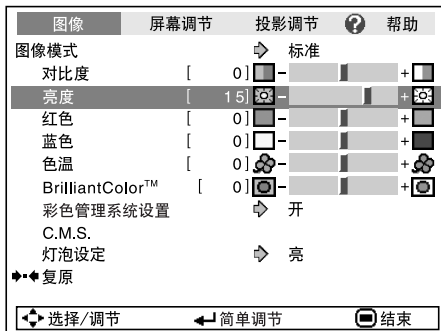 图像 屏幕调节 投影调节 ? 帮助
图像模式 标准
对比度 [ 0] - +
亮度 [ 15] - +
红色 [ 0] - +
蓝色 [ 0] - +
色温 [ 0] - +
BrilliantColor™ [ 0] - +
彩色管理系统设置 开
C.M.S.
灯泡设定 亮
复原
选择/调节 简单调节 结束